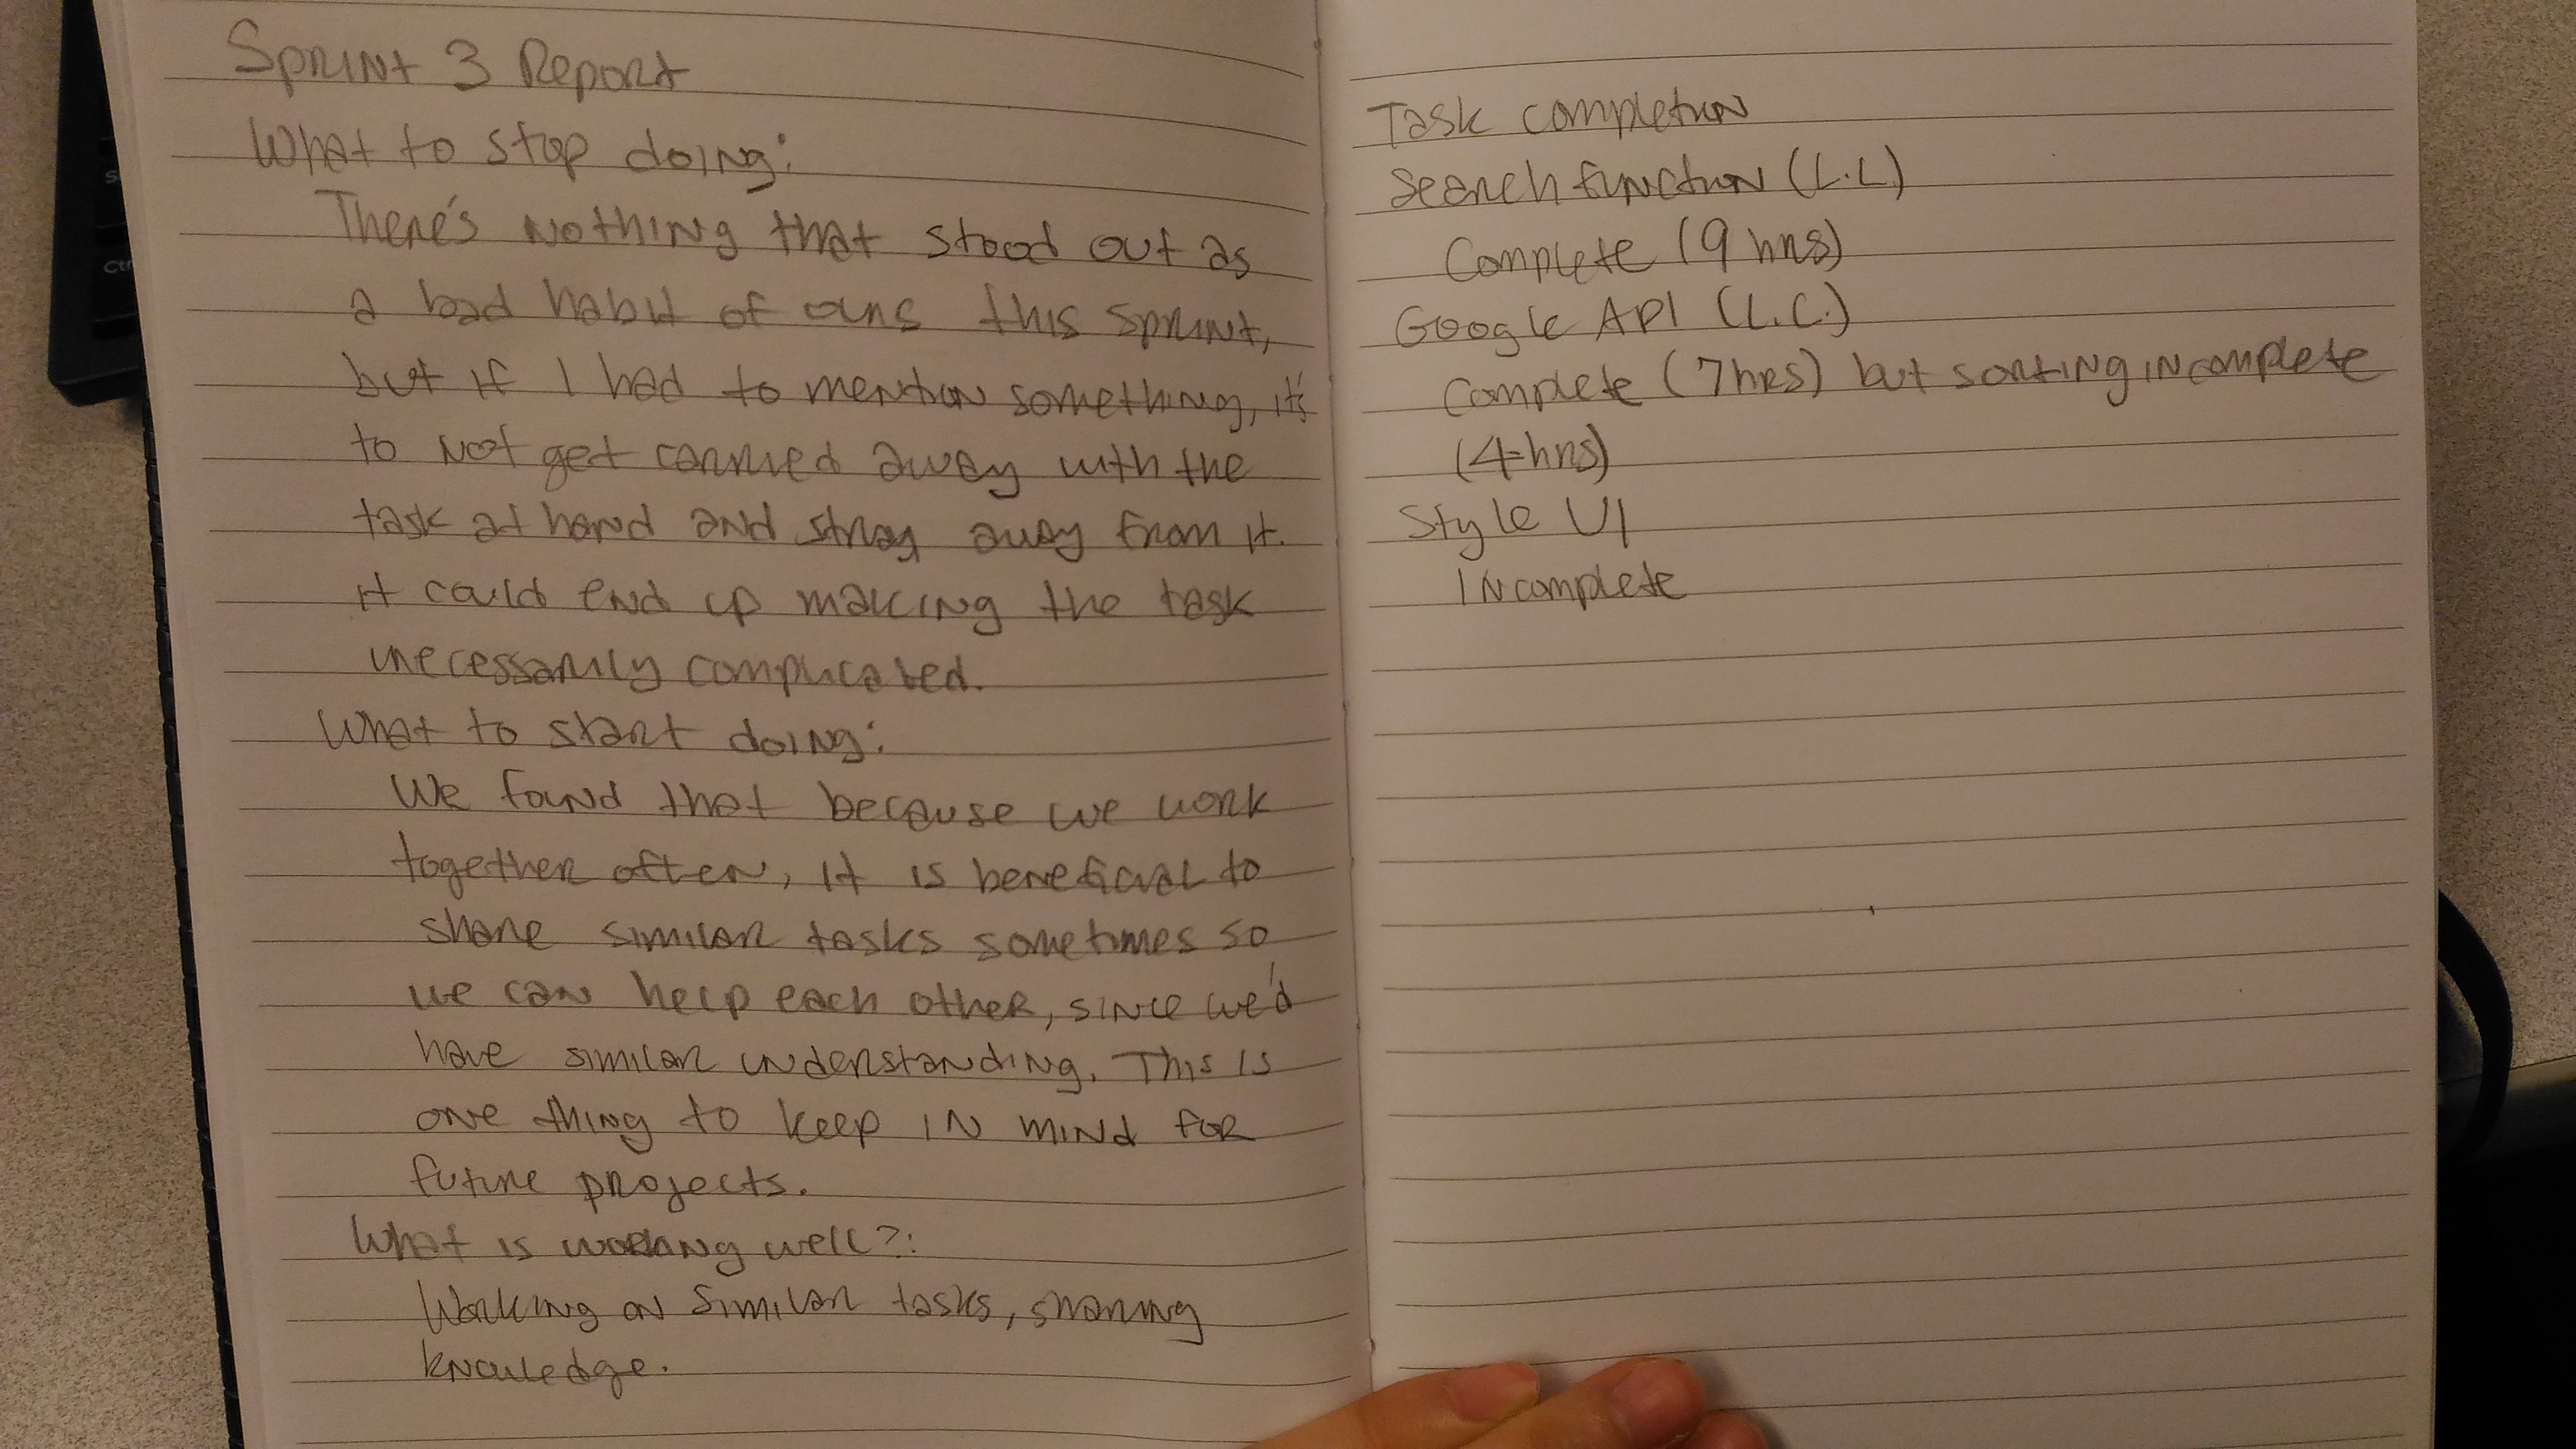 Sprint 3 Report
What to stop doing:
There's nothing that stood out as
a bad habit of ours this sprint,
but if I had to mention something, it's
to not get carried away with the
task at hand and stray away from it.
it could end up making the task
unecessarily complicated.
What to start doing:
We found that because we work
together often, it is beneficial to
share similar tasks sometimes so
we can help each other, since we'd
have similar understanding. This is
one thing to keep in mind for
future projects.
What is working well?:
Working on similar tasks, sharing
knowledge.
Task completion
Search function (L.L)
Complete (9 hrs)
Google API (L.C.)
Complete (7hrs) but sorting incomplete
(4 hrs)
Style UI
Incomplete